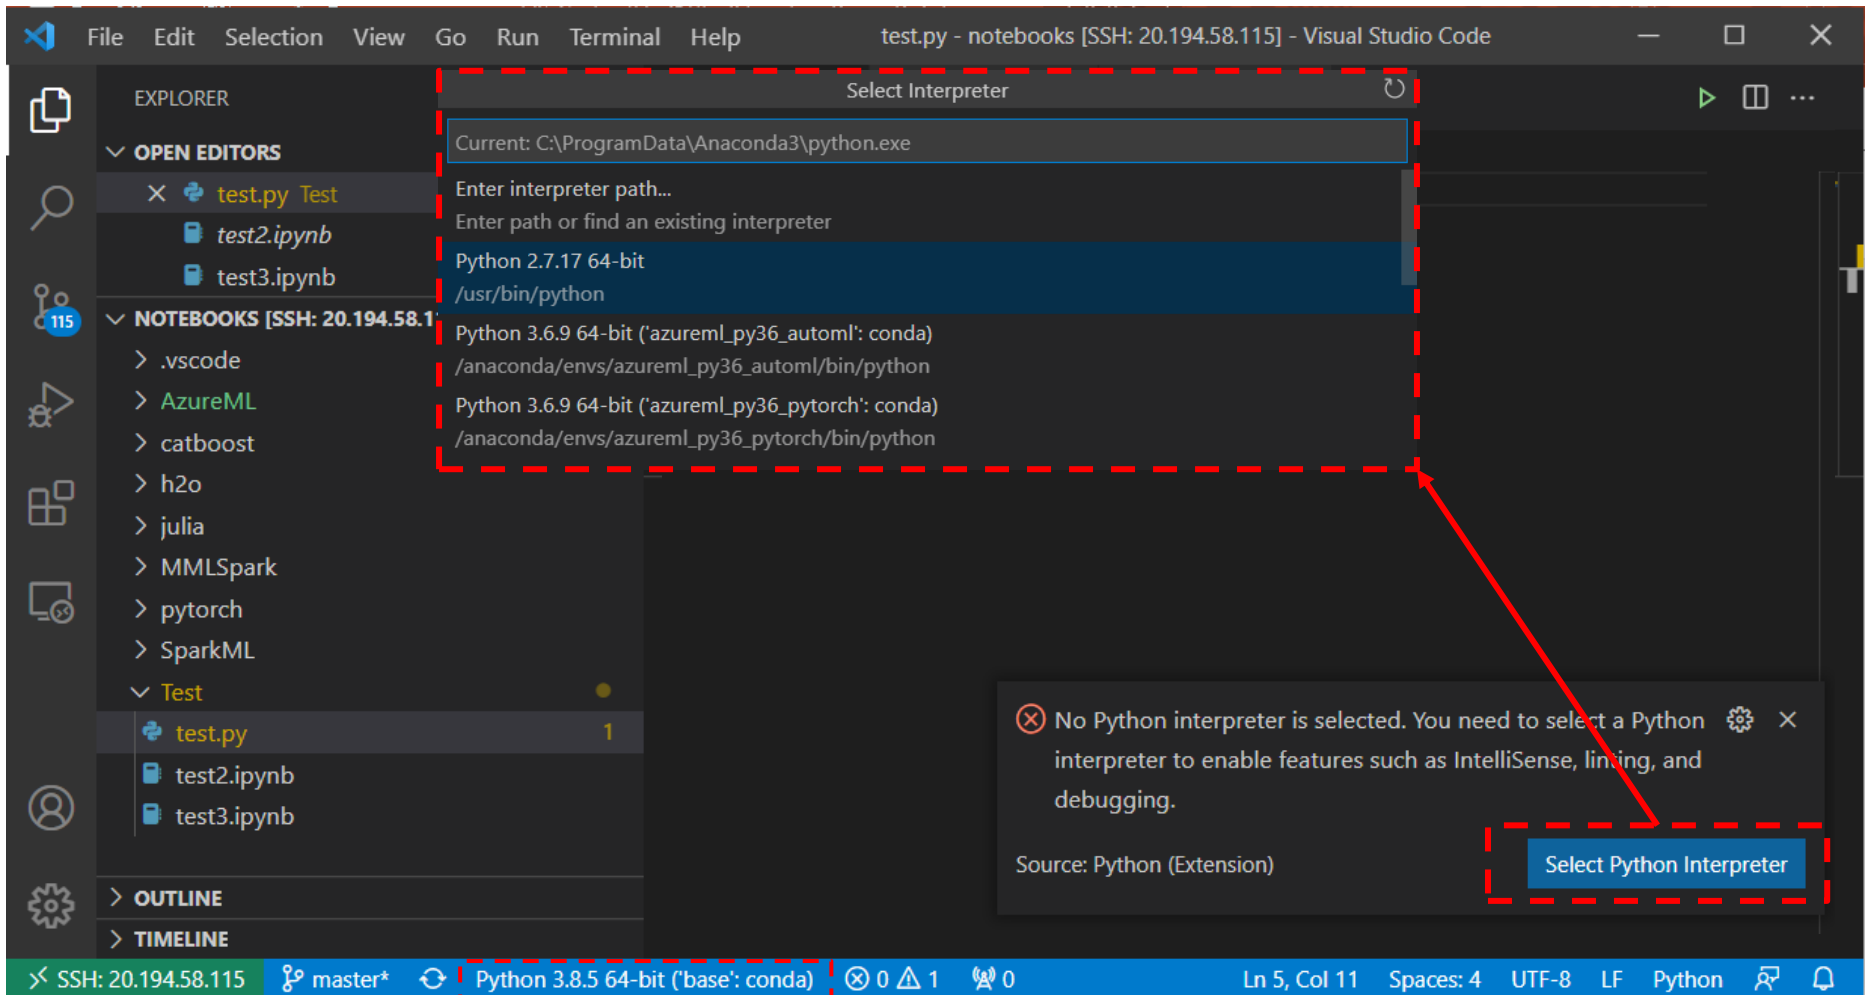 File Edit Selection View Go Run Terminal Help
test.py - notebooks [SSH: 20.194.58.115] - Visual Studio Code
EXPLORER
OPEN EDITORS
test.py Test
test2.ipynb
test3.ipynb
NOTEBOOKS [SSH: 20.194.58.1
.vscode
AzureML
catboost
h2o
julia
MMLSpark
pytorch
SparkML
Test
test.py 1
test2.ipynb
test3.ipynb
OUTLINE
TIMELINE
115
Select Interpreter
Current: C:\ProgramData\Anaconda3\python.exe
Enter interpreter path...
Enter path or find an existing interpreter
Python 2.7.17 64-bit
/usr/bin/python
Python 3.6.9 64-bit ('azureml_py36_automl': conda)
/anaconda/envs/azureml_py36_automl/bin/python
Python 3.6.9 64-bit ('azureml_py36_pytorch': conda)
/anaconda/envs/azureml_py36_pytorch/bin/python
No Python interpreter is selected. You need to select a Python
interpreter to enable features such as IntelliSense, linting, and
debugging.
Source: Python (Extension)
Select Python Interpreter
SSH: 20.194.58.115 master* Python 3.8.5 64-bit ('base': conda) 0 1 0 Ln 5, Col 11 Spaces: 4 UTF-8 LF Python